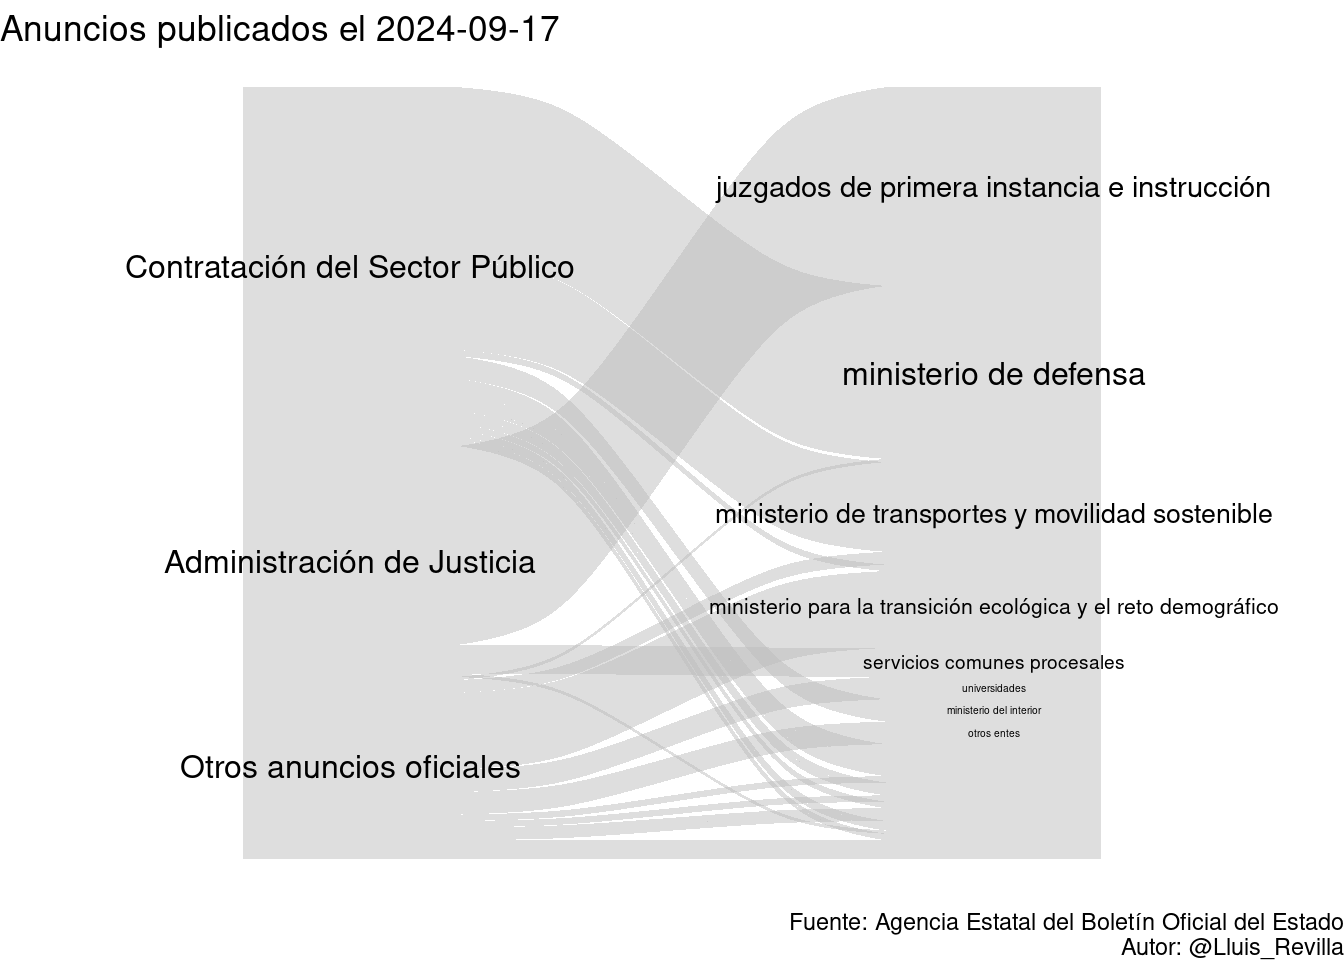 Anuncios publicados el 2024-09-17
juzgados de primera instancia e instrucción
Contratación del Sector Público
ministerio de defensa
ministerio de transportes y movilidad sostenible
Administración de Justicia
ministerio para la transición ecológica y el reto demográfico
servicios comunes procesales
universidades
ministerio del interior
otros entes
Otros anuncios oficiales
Fuente: Agencia Estatal del Boletín Oficial del Estado
Autor: @Lluis_Revilla